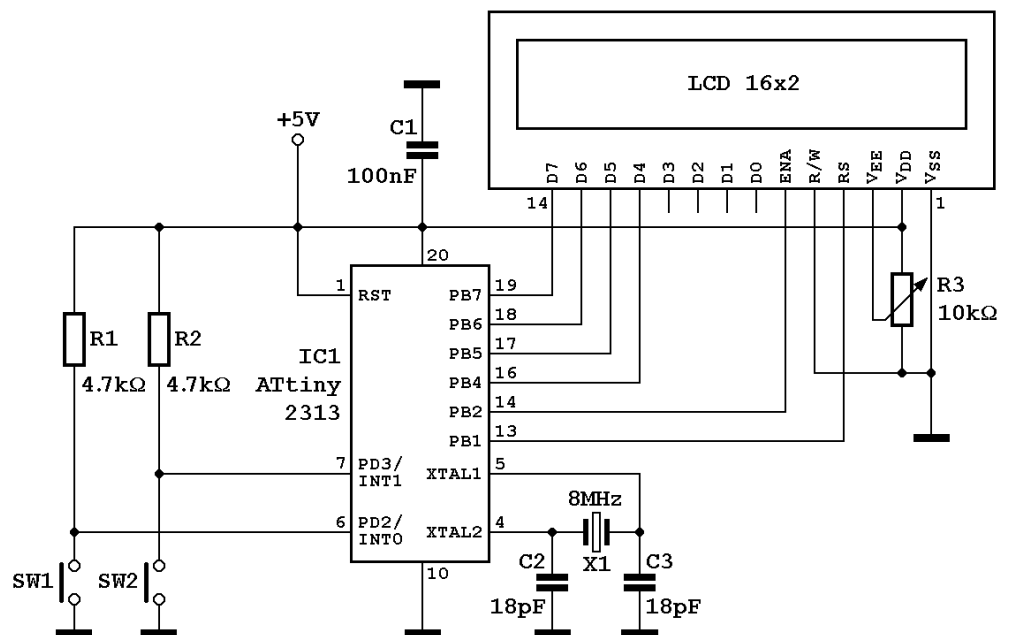 LCD 16x2
+5V
C1
100nF
D7
D6
D5
D4
D3
D2
D1
D0
ENA
R/W
RS
VEE
VDD
VSS
14
1
20
1
RST
PB7
19
PB6
18
PB5
17
PB4
16
PB2
14
PB1
13
R1
4.7kΩ
R2
4.7kΩ
IC1
ATtiny
2313
R3
10kΩ
7
PD3/
INT1
XTAL1
5
6
PD2/
INT0
XTAL2
4
8MHz
X1
C2
18pF
C3
18pF
10
SW1
SW2